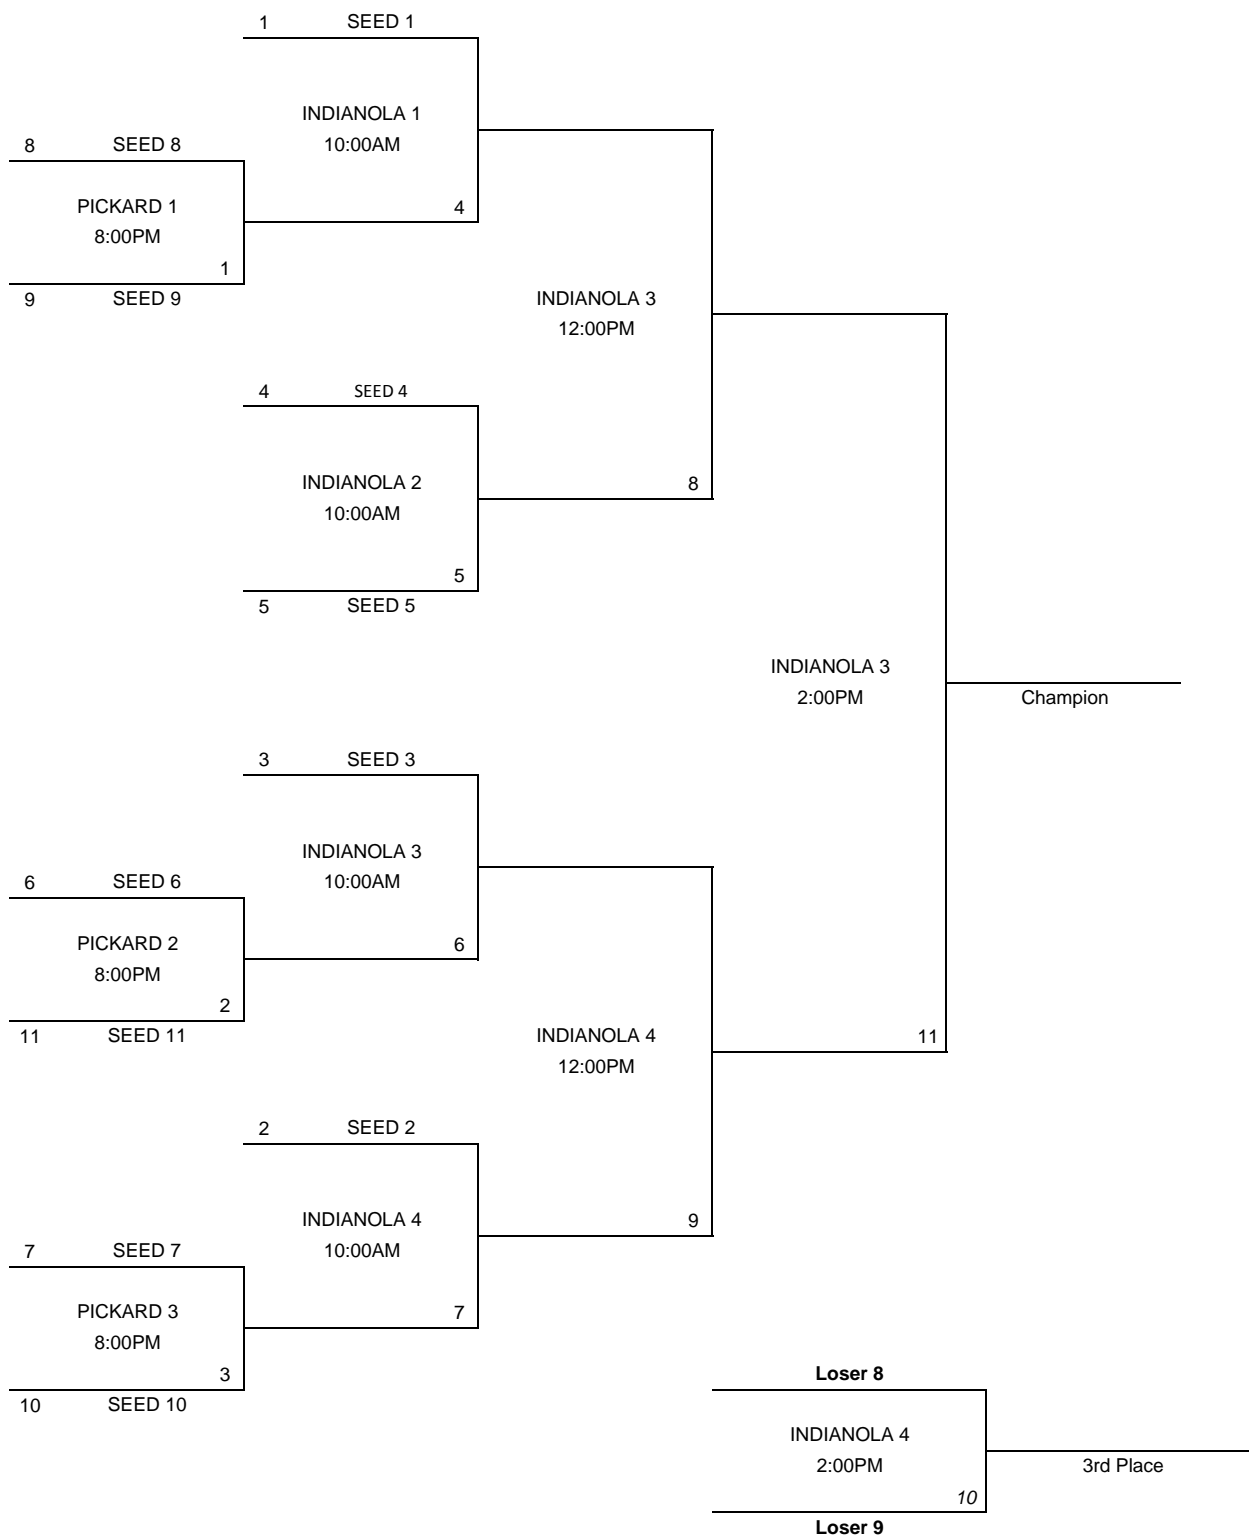 1 SEED 1
INDIANOLA 1
10:00AM
8 SEED 8
PICKARD 1
8:00PM
4
1
9 SEED 9
INDIANOLA 3
12:00PM
4 SEED 4
INDIANOLA 2
10:00AM
8
5
5 SEED 5
INDIANOLA 3
2:00PM
Champion
3 SEED 3
INDIANOLA 3
10:00AM
6 SEED 6
PICKARD 2
8:00PM
6
2
11 SEED 11
INDIANOLA 4
12:00PM
11
2 SEED 2
INDIANOLA 4
10:00AM
9
7 SEED 7
PICKARD 3
8:00PM
7
3
10 SEED 10
Loser 8
INDIANOLA 4
2:00PM
3rd Place
10
Loser 9